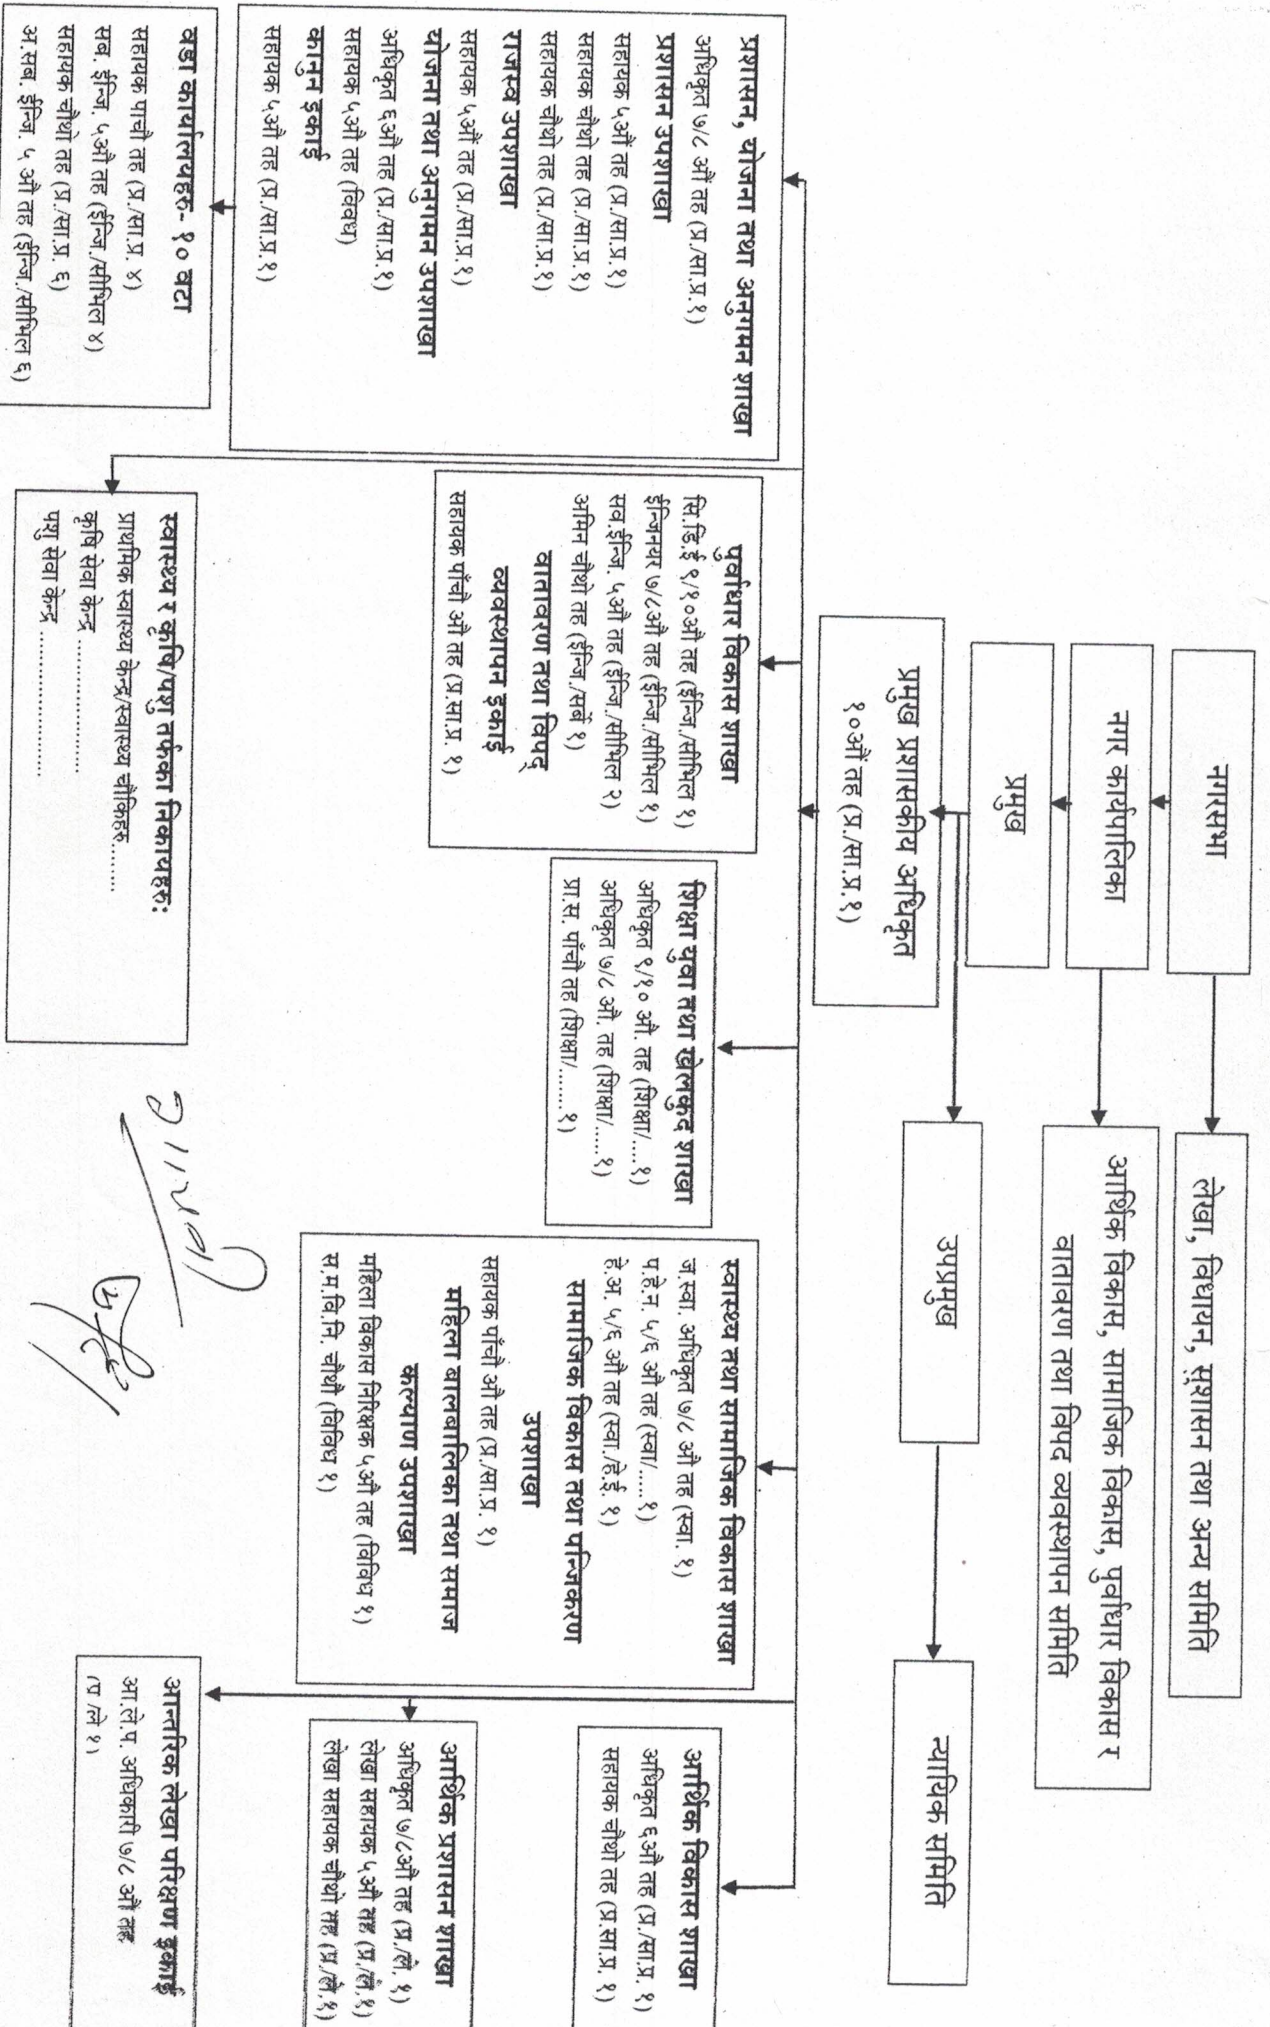 नगरसभा
लेखा, विधायन, सुशासन तथा अन्य समिति
नगर कार्यपालिका
आर्थिक विकास, सामाजिक विकास, पुर्वाधार विकास र
वातावरण तथा विपद व्यवस्थापन समिति
प्रमुख
उपप्रमुख
न्यायिक समिति
प्रमुख प्रशासकीय अधिकृत
१०औं तह (प्र./सा.प्र.१)
प्रशासन, योजना तथा अनुगमन शाखा
अधिकृत ७/८ औ तह (प्र./सा.प्र.१)
प्रशासन उपशाखा
सहायक ५औं तह (प्र./सा.प्र.१)
सहायक चौथो तह (प्र./सा.प्र.१)
सहायक चौथो तह (प्र./सा.प्र.१)
राजस्व उपशाखा
सहायक ५औं तह (प्र./सा.प्र.१)
योजना तथा अनुगमन उपशाखा
अधिकृत ६औ तह (प्र./सा.प्र.१)
सहायक ५औ तह (विविध)
कानुन इकाई
सहायक ५औ तह (प्र./सा.प्र.१)
वडा कार्यालयहरु- १० वटा
सहायक पाचौ तह (प्र./सा.प्र. ४)
सव. ईन्जि. ५औ तह (ईन्जि./सीभिल ४)
सहायक चौथो तह (प्र./सा.प्र. ६)
अ.सव. ईन्जि. ५ औ तह (ईन्जि./सीभिल ६)
पुर्वाधार विकास शाखा
सि.डि.ई ९/१०औ तह (ईन्जि./सीभिल १)
ईन्जिनयर ७/८औ तह (ईन्जि./सीभिल १)
सव.ईन्जि. ५औ तह (ईन्जि./सीभिल २)
अमिन चौथो तह (ईन्जि./सर्वे १)
वातावरण तथा विपद्
व्यवस्थापन इकाई
सहायक पाँचौ औ तह (प्र.सा.प्र. १)
स्वास्थ्य र कृषि/पशु तर्फका निकायहरु:
प्राथमिक स्वास्थ्य केन्द्र/स्वास्थ्य चौकिहरु........
कृषि सेवा केन्द्र ....................
पशु सेवा केन्द्र ....................
शिक्षा युवा तथा खेलकुद शाखा
अधिकृत ९/१० औ. तह (शिक्षा/....१)
अधिकृत ७/८ औ. तह (शिक्षा/....१)
प्रा.स. पांचौ तह (शिक्षा/.......१)
स्वास्थ्य तथा सामाजिक विकास शाखा
ज.स्वा. अधिकृत ७/८ औ तह (स्वा. १)
प.हे.न. ५/६ औ तह (स्वा/.....१)
हे.अ. ५/६ औ तह (स्वा./हे.ई. १)
सामाजिक विकास तथा पन्जिकरण
उपशाखा
सहायक पाँचौ औ तह (प्र./सा.प्र. १)
महिला बालबालिका तथा समाज
कल्याण उपशाखा
महिला विकास निरिक्षक ५औ तह (विविध १)
स.म.वि.नि. चौथौ (विविध १)
आर्थिक विकास शाखा
अधिकृत ६औ तह (प्र./सा.प्र. १)
सहायक चौथो तह (प्र.सा.प्र. १)
आर्थिक प्रशासन शाखा
अधिकृत ७/८औ तह (प्र./ले. १)
लेखा सहायक ५औ तह (प्र./ले.१)
लेखा सहायक चौथो तह (प्र./ले.१)
आन्तरिक लेखा परिक्षण इकाई
आ.ले.प. अधिकारी ७/८ औ तह
(प्र /ले १)